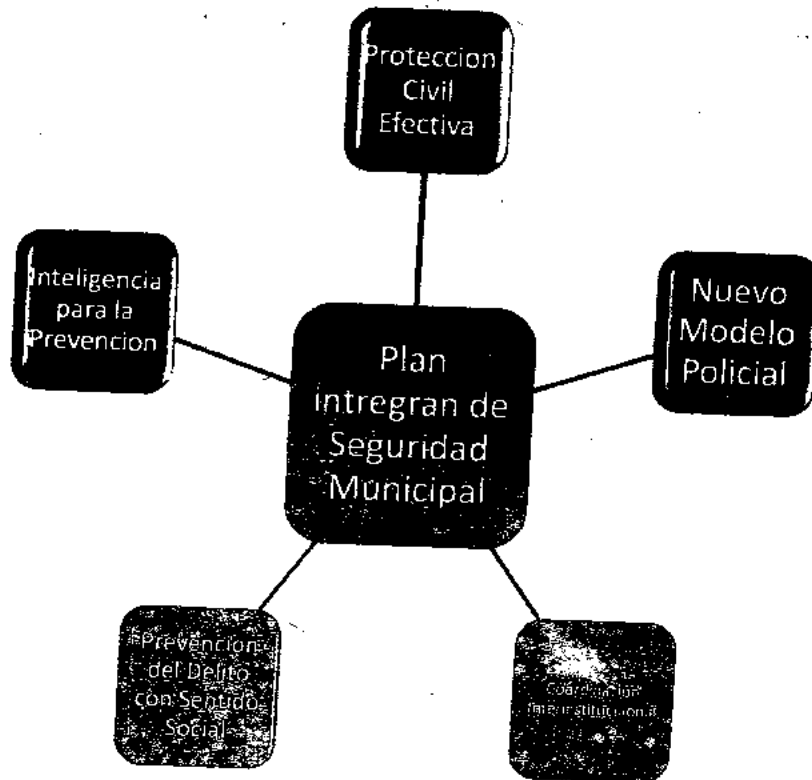 Proteccion
Civil
Efectiva
Inteligencia
para la
Prevencion
Nuevo
Modelo
Policial
Plan
intregran de
Seguridad
Municipal
Prevencion
del Delito
con Sentido
Social